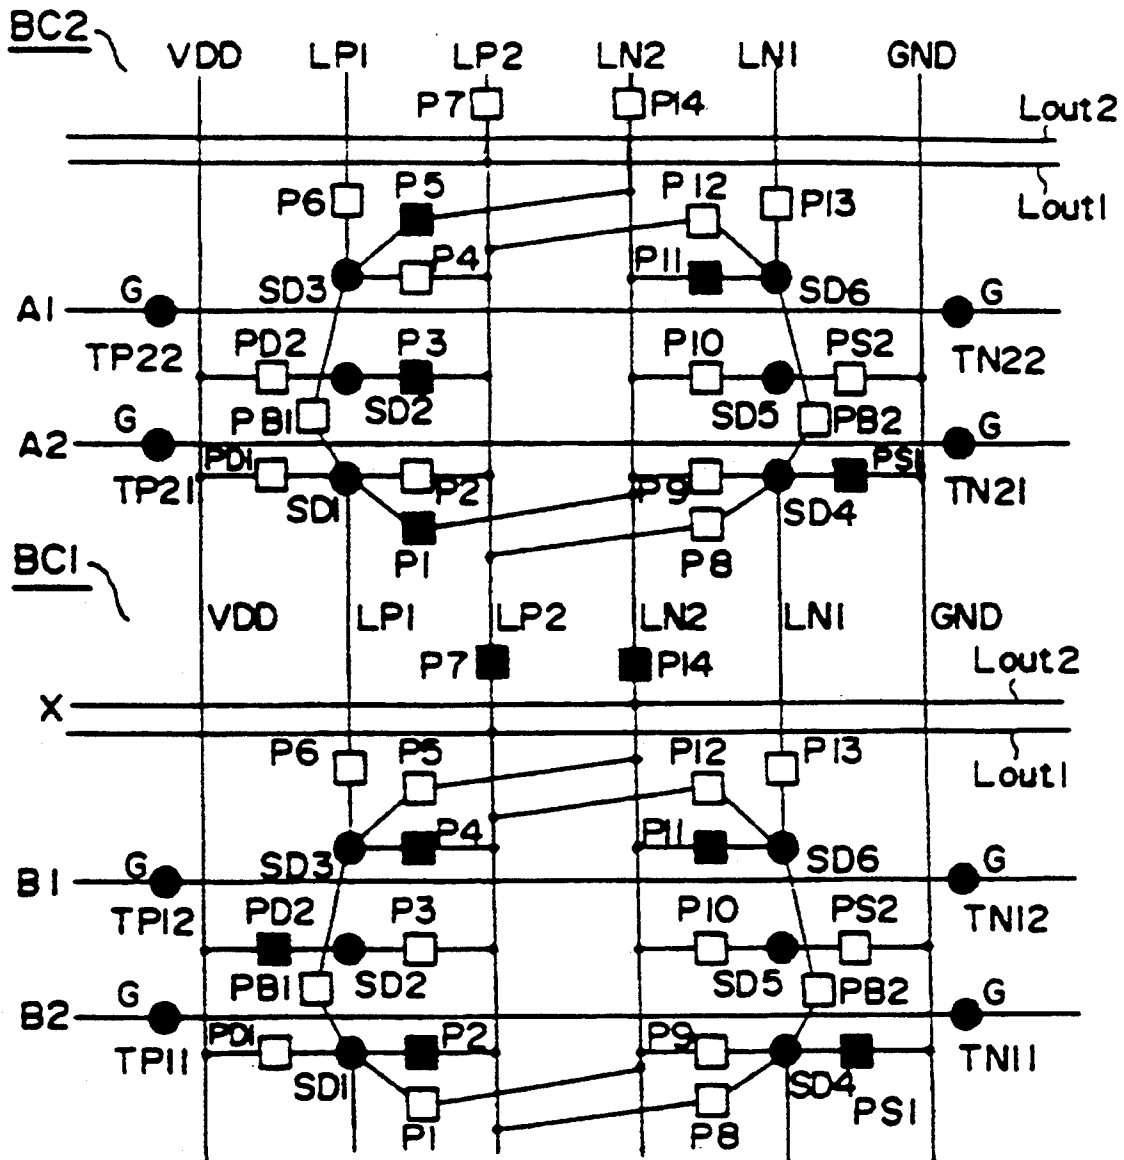 BC2
VDD LP1 LP2 LN2 LN1 GND
P7 P14 Lout2
P6 P5 P12 P13 Lout1
P4 P11
A1 G SD3 SD6 G
TP22 PD2 P3 P10 PS2 TN22
G PB1 SD2 SD5 PB2 G
A2
TP21 PD1 SD1 P2 P9 SD4 PS1 TN21
P1 P8
BC1
VDD LP1 LP2 LN2 LN1 GND
P7 P14 Lout2
X
P6 P5 P12 P13 Lout1
P4 P11
B1 G SD3 SD6 G
TP12 PD2 P3 P10 PS2 TN12
G PB1 SD2 SD5 PB2 G
B2
TP11 PD1 SD1 P2 P9 SD4 TN11
P1 P8 PS1